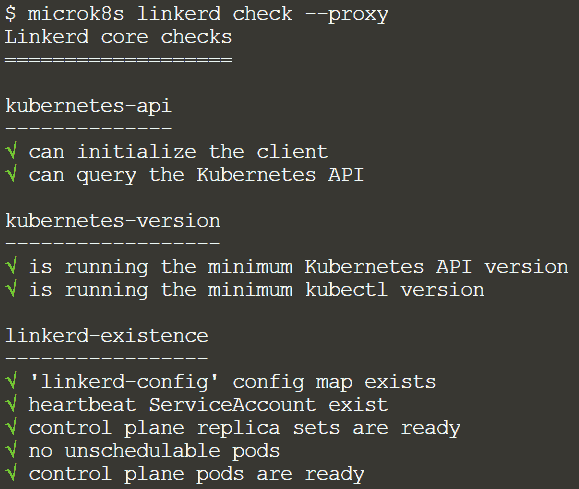 $ microk8s linkerd check --proxy
Linkerd core checks
===================
kubernetes-api
--------------
√ can initialize the client
√ can query the Kubernetes API
kubernetes-version
------------------
√ is running the minimum Kubernetes API version
√ is running the minimum kubectl version
linkerd-existence
-----------------
√ 'linkerd-config' config map exists
√ heartbeat ServiceAccount exist
√ control plane replica sets are ready
√ no unschedulable pods
√ control plane pods are ready